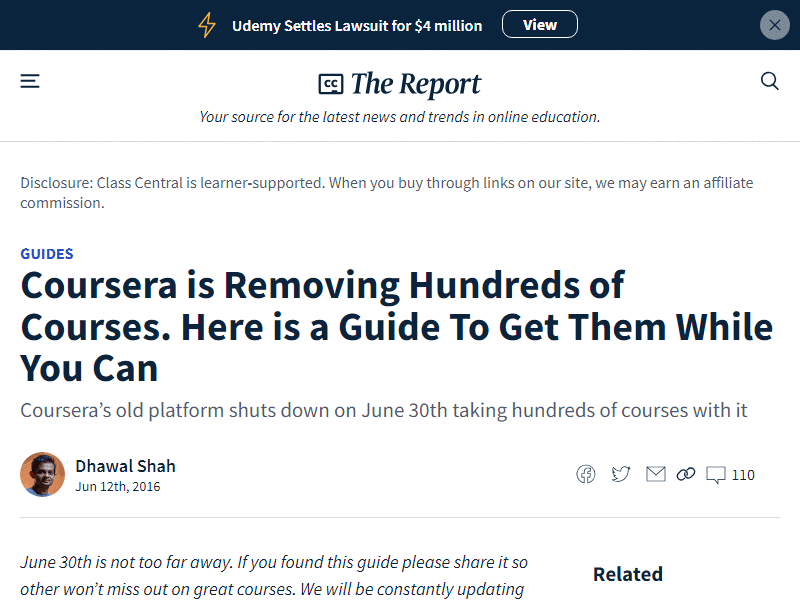 Udemy Settles Lawsuit for $4 million View
cc The Report
Your source for the latest news and trends in online education.
Disclosure: Class Central is learner-supported. When you buy through links on our site, we may earn an affiliate
commission.
GUIDES
Coursera is Removing Hundreds of
Courses. Here is a Guide To Get Them While
You Can
Coursera's old platform shuts down on June 30th taking hundreds of courses with it
Dhawal Shah
Jun 12th, 2016
110
June 30th is not too far away. If you found this guide please share it so
other won't miss out on great courses. We will be constantly updating
Related